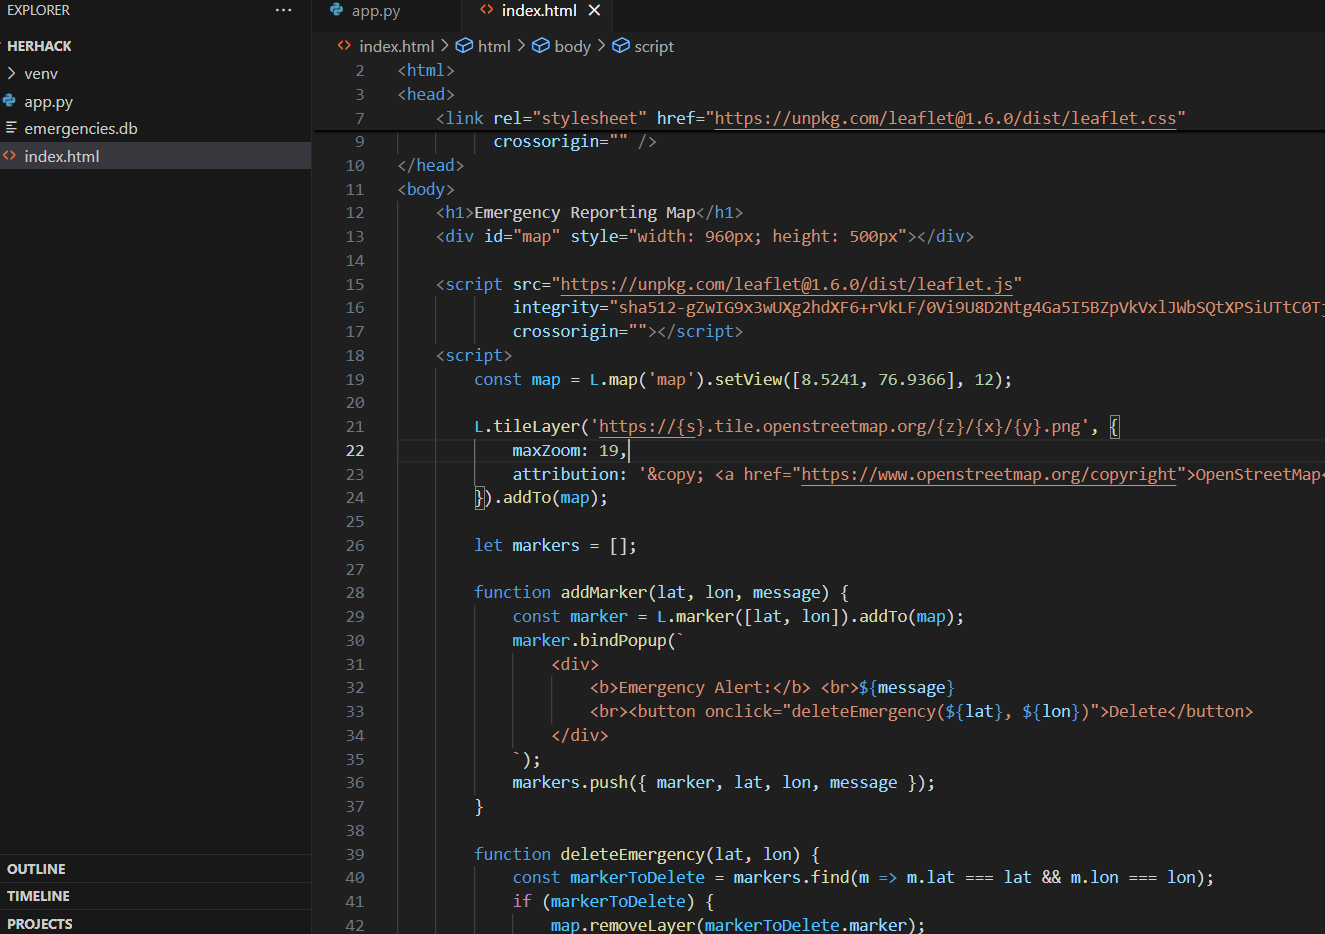 EXPLORER
HERHACK
venv
app.py
emergencies.db
index.html
OUTLINE
TIMELINE
PROJECTS
app.py
index.html
index.html > html > body > script
2 <html>
3 <head>
7 <link rel="stylesheet" href="https://unpkg.com/leaflet@1.6.0/dist/leaflet.css"
9 crossorigin="" />
10 </head>
11 <body>
12 <h1>Emergency Reporting Map</h1>
13 <div id="map" style="width: 960px; height: 500px"></div>
14
15 <script src="https://unpkg.com/leaflet@1.6.0/dist/leaflet.js"
16 integrity="sha512-gZwIG9x3wUXg2hdXF6+rVkLF/0Vi9U8D2Ntg4Ga5I5BZpVkVxlJWbSQtXPSiUTtC0Tj
17 crossorigin=""></script>
18 <script>
19 const map = L.map('map').setView([8.5241, 76.9366], 12);
20
21 L.tileLayer('https://{s}.tile.openstreetmap.org/{z}/{x}/{y}.png', {
22 maxZoom: 19,
23 attribution: '&copy; <a href="https://www.openstreetmap.org/copyright">OpenStreetMap<
24 }).addTo(map);
25
26 let markers = [];
27
28 function addMarker(lat, lon, message) {
29 const marker = L.marker([lat, lon]).addTo(map);
30 marker.bindPopup(`
31 <div>
32 <b>Emergency Alert:</b> <br>${message}
33 <br><button onclick="deleteEmergency(${lat}, ${lon})">Delete</button>
34 </div>
35 `);
36 markers.push({ marker, lat, lon, message });
37 }
38
39 function deleteEmergency(lat, lon) {
40 const markerToDelete = markers.find(m => m.lat === lat && m.lon === lon);
41 if (markerToDelete) {
42 map.removeLayer(markerToDelete.marker);